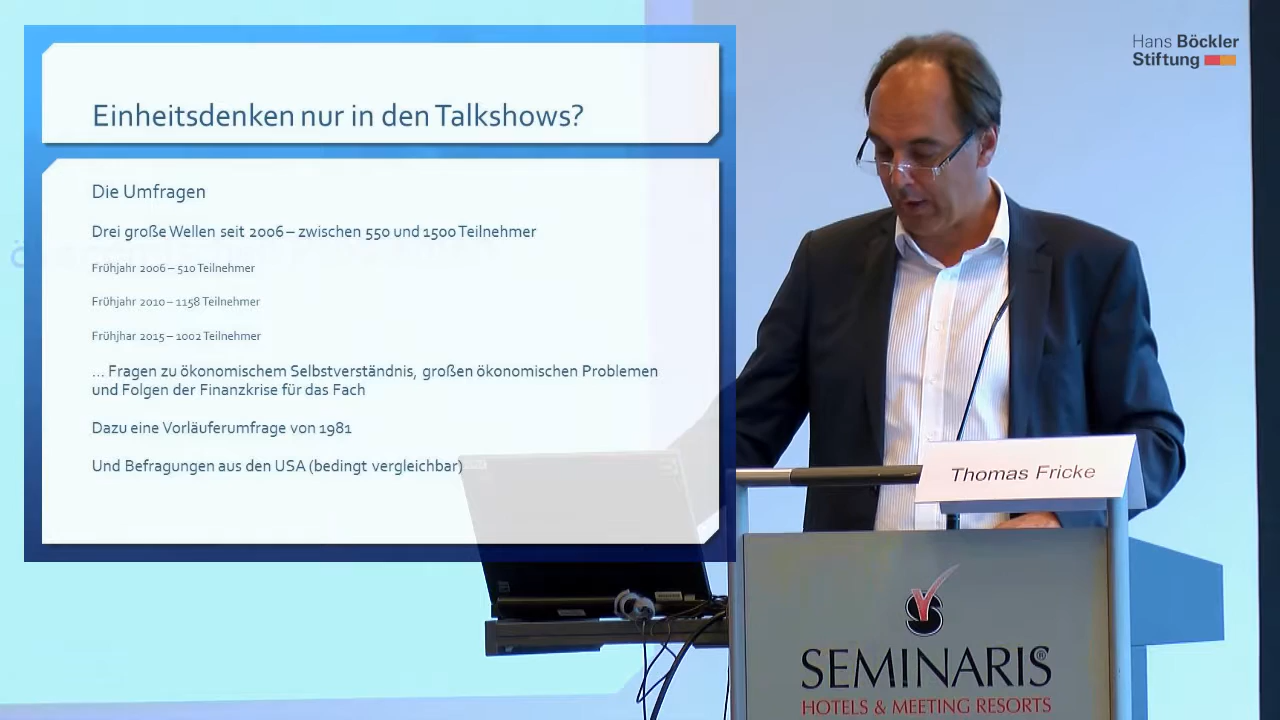 Einheitsdenken nur in den Talkshows?
Die Umfragen
Drei große Wellen seit 2006 – zwischen 550 und 1500 Teilnehmer
Frühjahr 2006 – 510 Teilnehmer
Frühjahr 2010 – 1158 Teilnehmer
Frühjhar 2015 – 1002 Teilnehmer
... Fragen zu ökonomischem Selbstverständnis, großen ökonomischen Problemen
und Folgen der Finanzkrise für das Fach
Dazu eine Vorläuferumfrage von 1981
Und Befragungen aus den USA (bedingt vergleichbar)
Hans Böckler
Stiftung
Thomas Fricke
SEMINARIS®
HOTELS & MEETING RESORTS